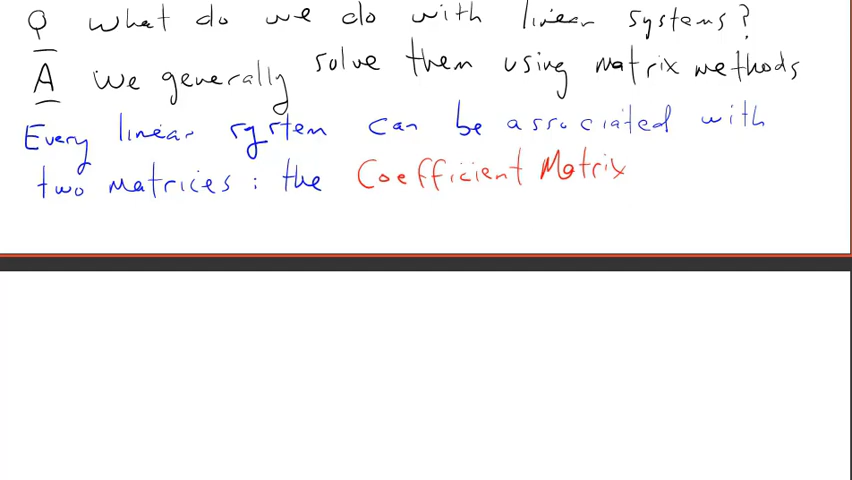 Q What do we do with linear systems?
A We generally solve them using matrix methods
Every linear system can be associated with
two matrices: the Coefficient Matrix